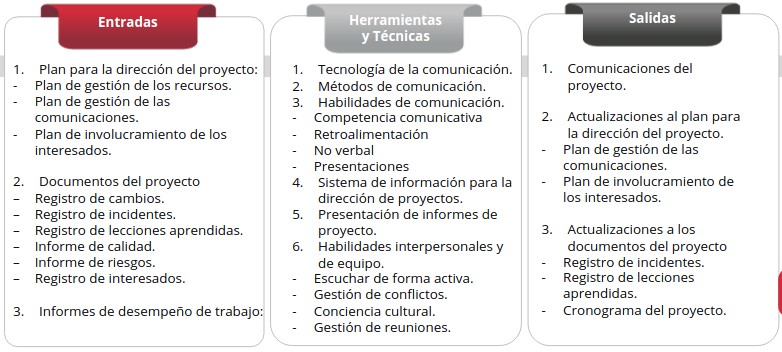 Entradas
1. Plan para la dirección del proyecto:
- Plan de gestión de los recursos.
- Plan de gestión de las
comunicaciones.
- Plan de involucramiento de los
interesados.
2. Documentos del proyecto
– Registro de cambios.
– Registro de incidentes.
– Registro de lecciones aprendidas.
– Informe de calidad.
– Informe de riesgos.
– Registro de interesados.
3. Informes de desempeño de trabajo:
Herramientas
y Técnicas
1. Tecnología de la comunicación.
2. Métodos de comunicación.
3. Habilidades de comunicación.
- Competencia comunicativa
- Retroalimentación
- No verbal
- Presentaciones
4. Sistema de información para la
dirección de proyectos.
5. Presentación de informes de
proyecto.
6. Habilidades interpersonales y
de equipo.
- Escuchar de forma activa.
- Gestión de conflictos.
- Conciencia cultural.
- Gestión de reuniones.
Salidas
1. Comunicaciones del
proyecto.
2. Actualizaciones al plan para
la dirección del proyecto.
- Plan de gestión de las
comunicaciones.
- Plan de involucramiento de
los interesados.
3. Actualizaciones a los
documentos del proyecto
- Registro de incidentes.
- Registro de lecciones
aprendidas.
- Cronograma del proyecto.